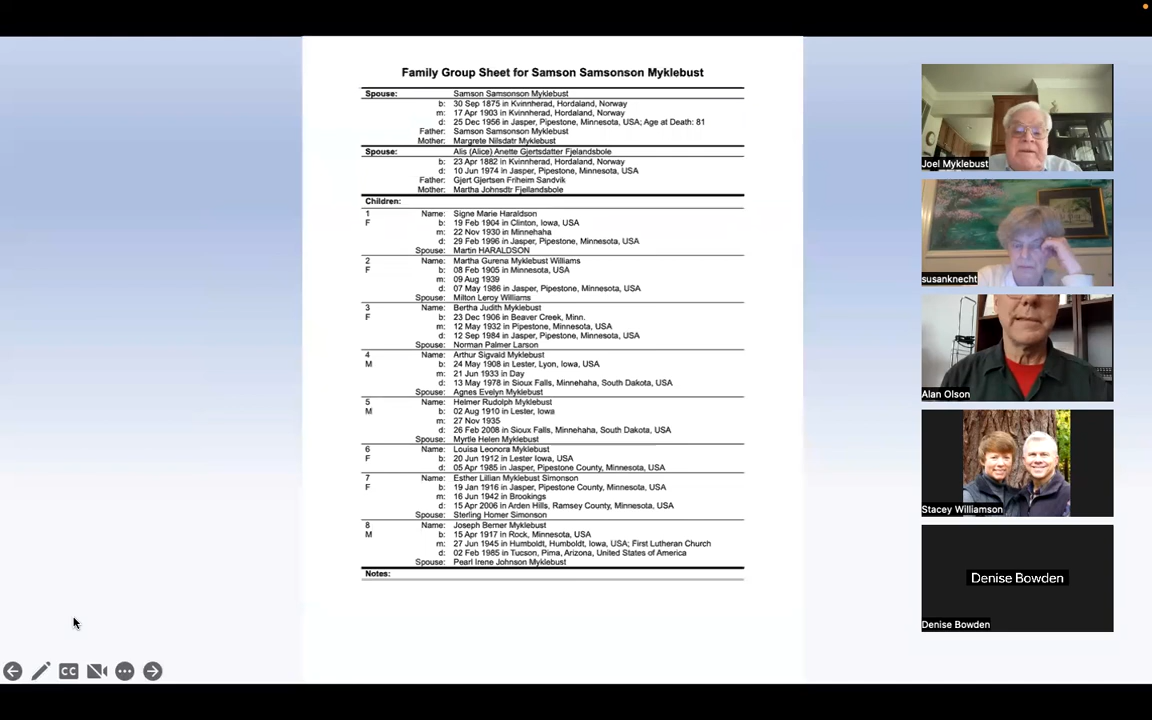 Family Group Sheet for Samson Samsonson Myklebust
Spouse: Samson Samsonson Myklebust
b: 30 Sep 1875 in Kvinnherad, Hordaland, Norway
m: 17 Apr 1903 in Kvinnherad, Hordaland, Norway
d: 25 Dec 1956 in Jasper, Pipestone, Minnesota, USA; Age at Death: 81
Father: Samson Samsonson Myklebust
Mother: Margrete Nilsdatr Myklebust
Spouse: Alis (Alice) Anette Gjertsdatter Fjelandsbole
b: 23 Apr 1882 in Kvinnherad, Hordaland, Norway
d: 10 Jun 1974 in Jasper, Pipestone, Minnesota, USA
Father: Gjert Gjertsen Friheim Sandvik
Mother: Martha Johnsdtr Fjellandsbole
Children:
1 Name: Signe Marie Haraldson
F b: 19 Feb 1904 in Clinton, Iowa, USA
m: 22 Nov 1930 in Minnehaha
d: 29 Feb 1996 in Jasper, Pipestone, Minnesota, USA
Spouse: Martin HARALDSON
2 Name: Martha Gurena Myklebust Williams
F b: 08 Feb 1905 in Minnesota, USA
m: 09 Aug 1939
d: 07 May 1986 in Jasper, Pipestone, Minnesota, USA
Spouse: Milton Leroy Williams
3 Name: Bertha Judith Myklebust
F b: 23 Dec 1906 in Beaver Creek, Minn.
m: 12 May 1932 in Pipestone, Minnesota, USA
d: 12 Sep 1984 in Jasper, Pipestone, Minnesota, USA
Spouse: Norman Palmer Larson
4 Name: Arthur Sigvald Myklebust
M b: 24 May 1908 in Lester, Lyon, Iowa, USA
m: 21 Jun 1933 in Day
d: 13 May 1978 in Sioux Falls, Minnehaha, South Dakota, USA
Spouse: Agnes Evelyn Myklebust
5 Name: Helmer Rudolph Myklebust
M b: 02 Aug 1910 in Lester, Iowa
m: 27 Nov 1935
d: 26 Feb 2008 in Sioux Falls, Minnehaha, South Dakota, USA
Spouse: Myrtle Helen Myklebust
6 Name: Louisa Leonora Myklebust
F b: 20 Jun 1912 in Lester Iowa, USA
d: 05 Apr 1985 in Jasper, Pipestone County, Minnesota, USA
7 Name: Esther Lillian Myklebust Simonson
F b: 19 Jan 1916 in Jasper, Pipestone County, Minnesota, USA
m: 16 Jun 1942 in Brookings
d: 15 Apr 2006 in Arden Hills, Ramsey County, Minnesota, USA
Spouse: Sterling Homer Simonson
8 Name: Joseph Berner Myklebust
M b: 15 Apr 1917 in Rock, Minnesota, USA
m: 27 Jun 1945 in Humboldt, Humboldt, Iowa, USA; First Lutheran Church
d: 02 Feb 1985 in Tucson, Pima, Arizona, United States of America
Spouse: Pearl Irene Johnson Myklebust
Notes:
Joel Myklebust
susanknecht
Alan Olson
Stacey Williamson
Denise Bowden
Denise Bowden
CC